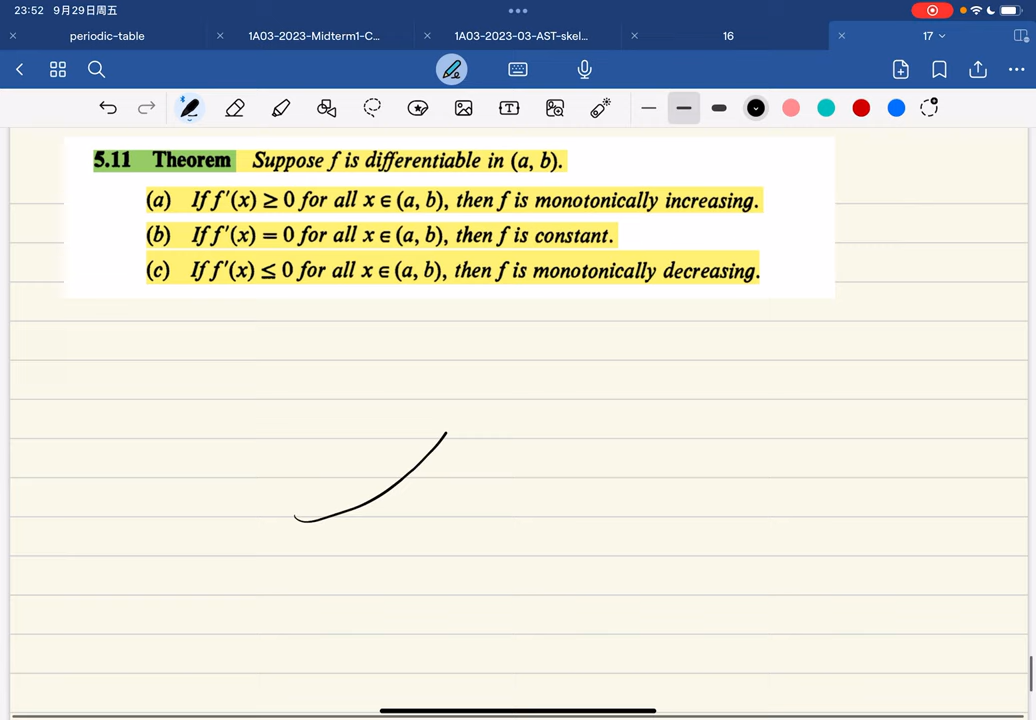 23:52 9月29日周五
periodic-table
1A03-2023-Midterm1-C...
1A03-2023-03-AST-skel...
16
17
5.11 Theorem Suppose f is differentiable in (a, b).
(a) If f′(x) ≥ 0 for all x ∈ (a, b), then f is monotonically increasing.
(b) If f′(x) = 0 for all x ∈ (a, b), then f is constant.
(c) If f′(x) ≤ 0 for all x ∈ (a, b), then f is monotonically decreasing.